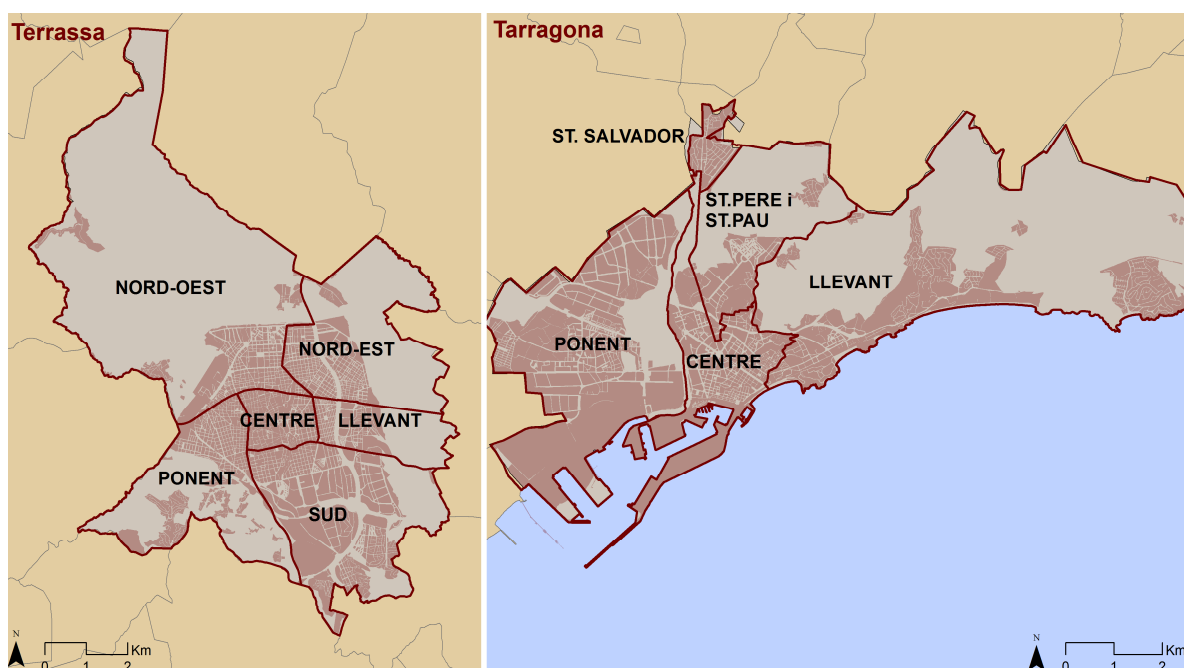 Terrassa
NORD-OEST
NORD-EST
CENTRE
LLEVANT
PONENT
SUD
N
Km
0 1 2
Tarragona
ST. SALVADOR
ST.PERE i
ST.PAU
LLEVANT
PONENT
CENTRE
N
Km
0 1 2